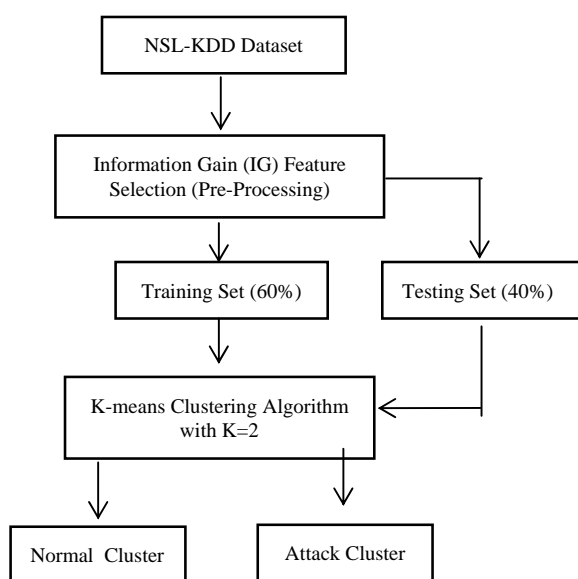 NSL-KDD Dataset
Information Gain (IG) Feature
Selection (Pre-Processing)
Training Set (60%)
Testing Set (40%)
K-means Clustering Algorithm
with K=2
Normal Cluster
Attack Cluster